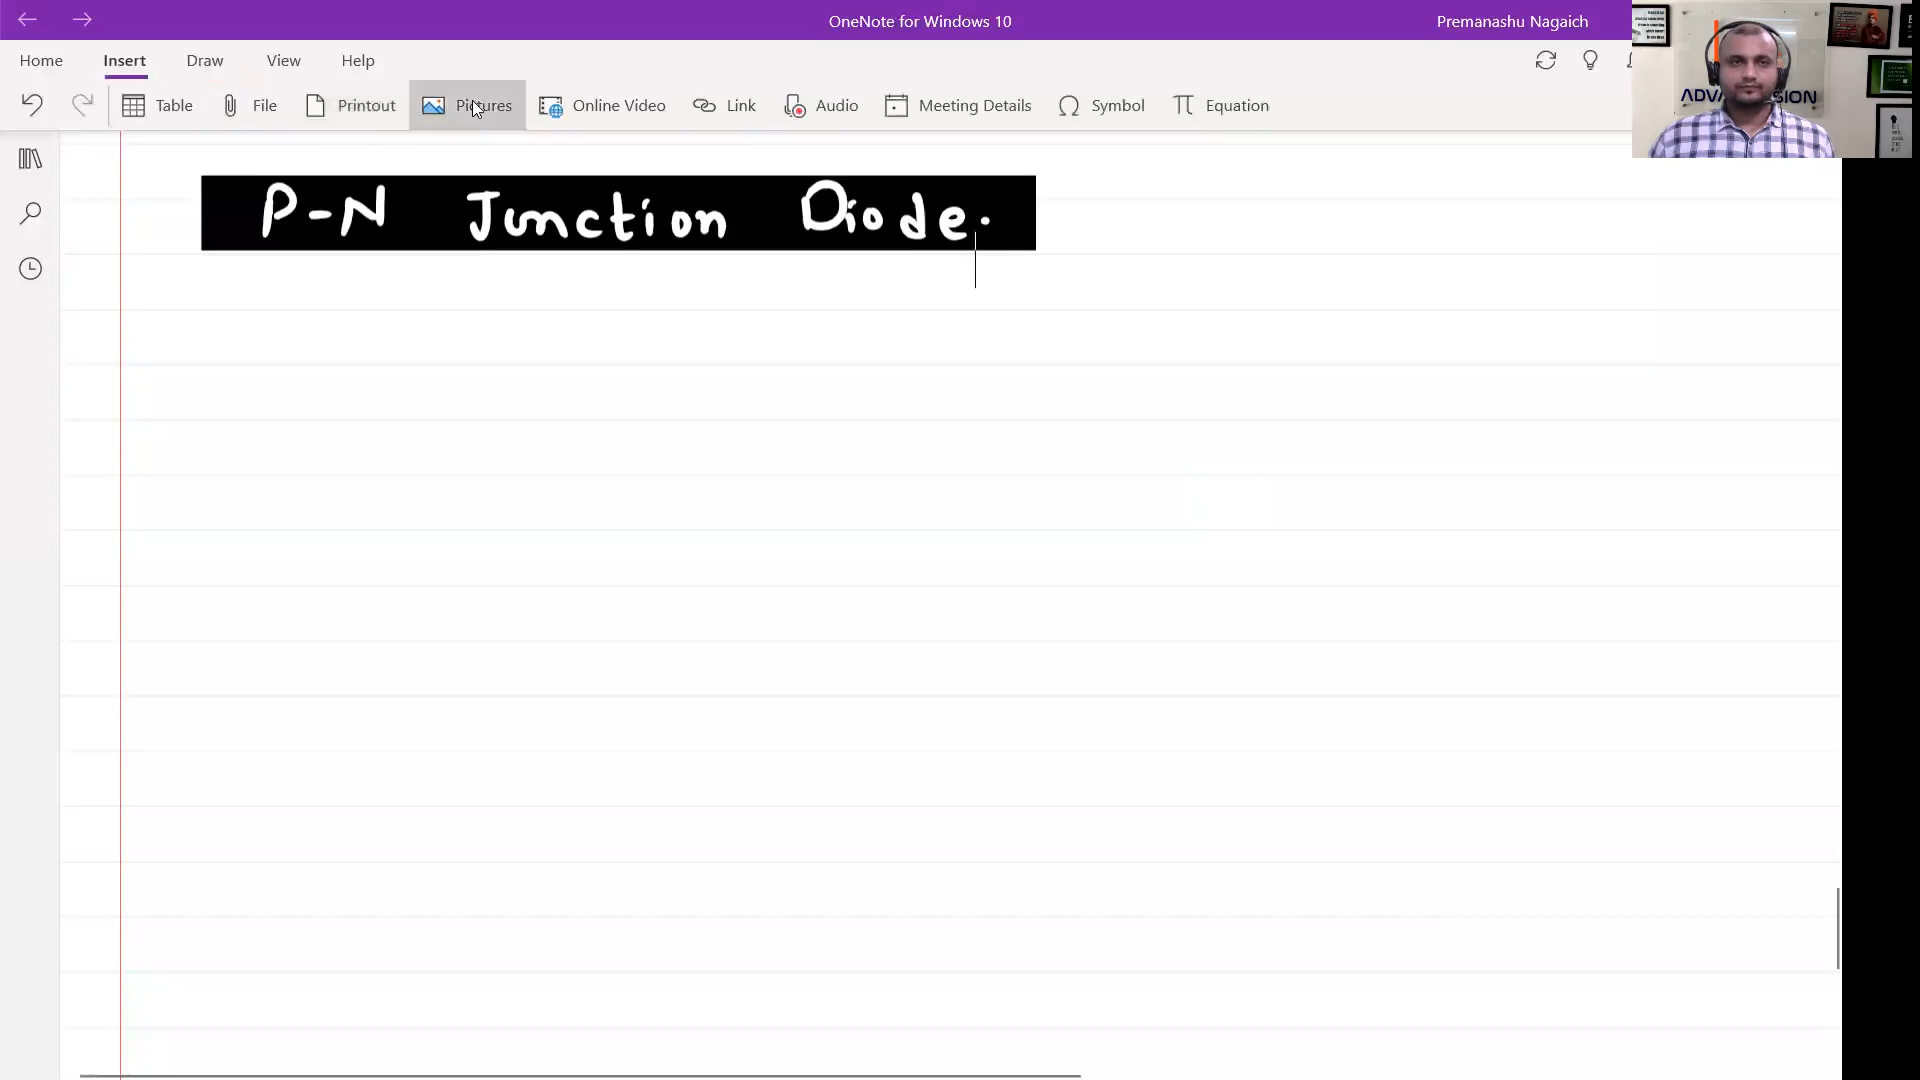 OneNote for Windows 10
Premanashu Nagaich
Home Insert Draw View Help
Table File Printout Pictures Online Video Link Audio Meeting Details Symbol Equation
P-N Junction Diode.